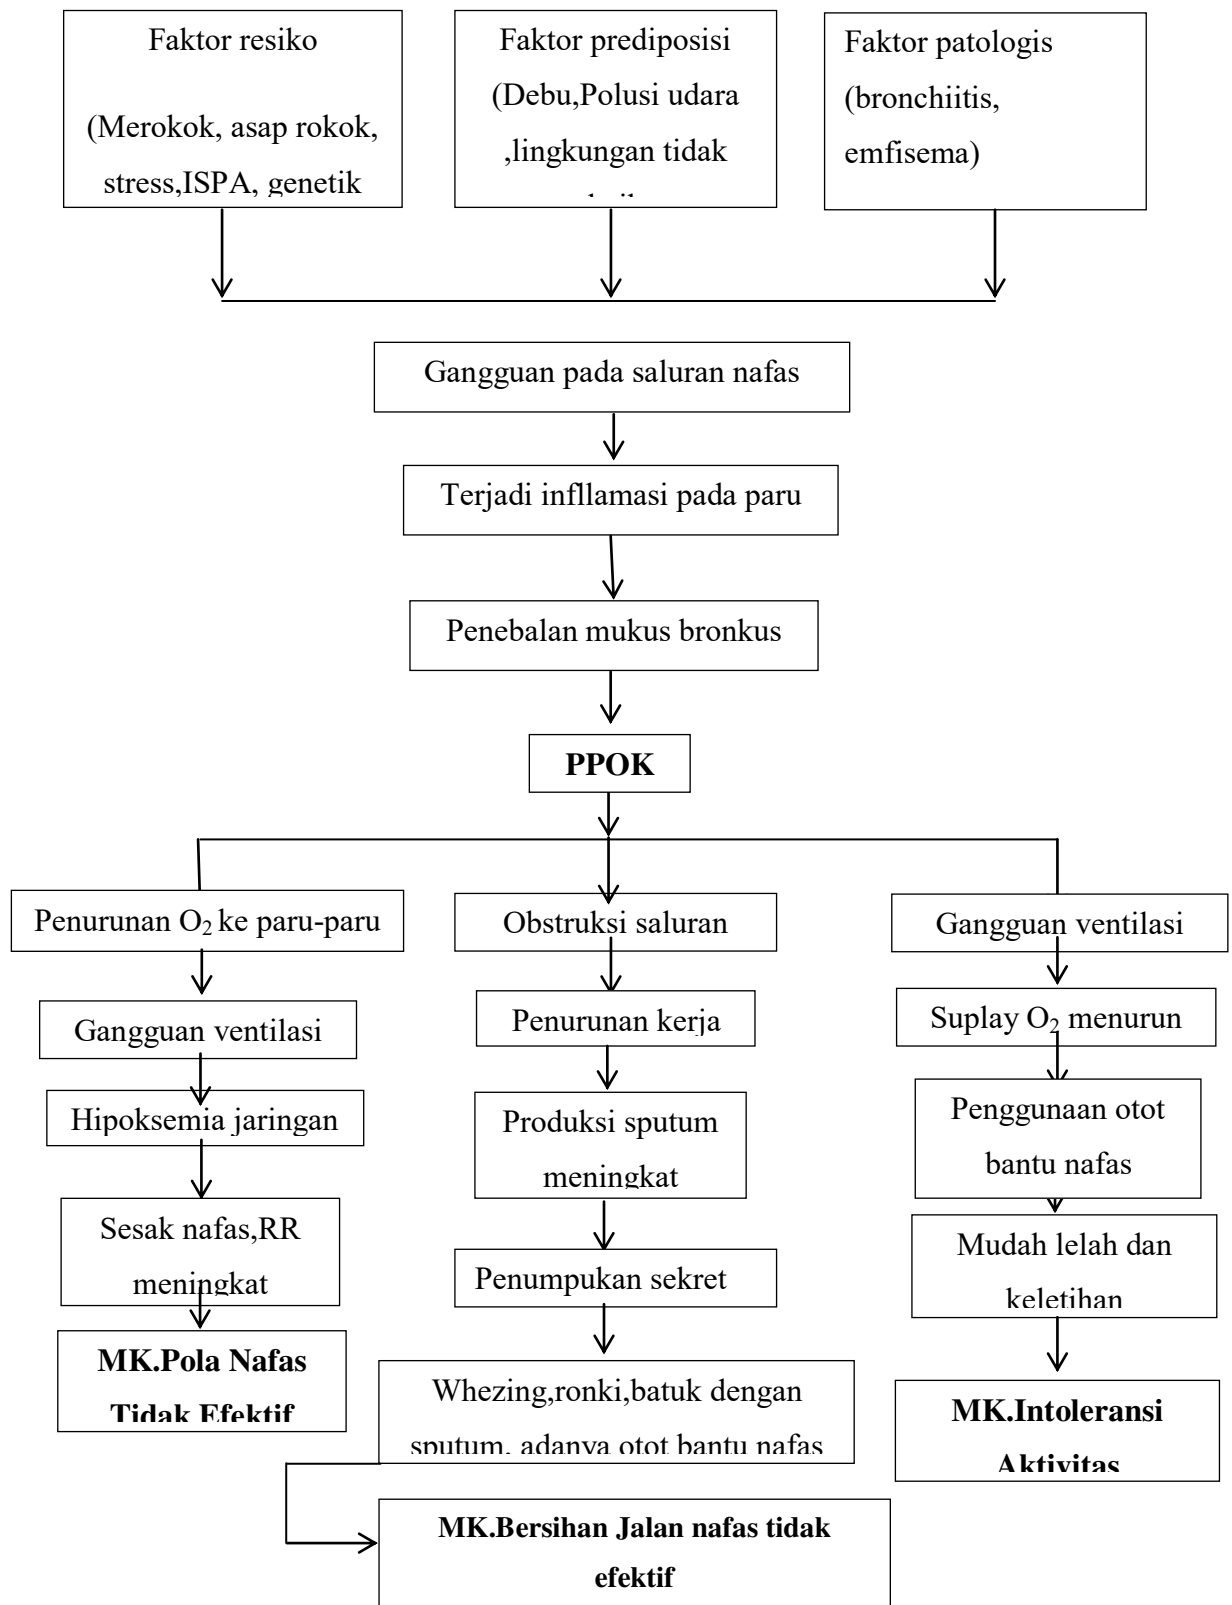 Faktor resiko
(Merokok, asap rokok,
stress,ISPA, genetik
Faktor prediposisi
(Debu,Polusi udara
,lingkungan tidak
Faktor patologis
(bronchiitis,
emfisema)
Gangguan pada saluran nafas
Terjadi infllamasi pada paru
Penebalan mukus bronkus
PPOK
Penurunan O₂ ke paru-paru
Gangguan ventilasi
Hipoksemia jaringan
Sesak nafas,RR
meningkat
MK.Pola Nafas
Tidak Efektif
Obstruksi saluran
Penurunan kerja
Produksi sputum
meningkat
Penumpukan sekret
Whezing,ronki,batuk dengan
sputum, adanya otot bantu nafas
MK.Bersihan Jalan nafas tidak
efektif
Gangguan ventilasi
Suplay O₂ menurun
Penggunaan otot
bantu nafas
Mudah lelah dan
keletihan
MK.Intoleransi
Aktivitas